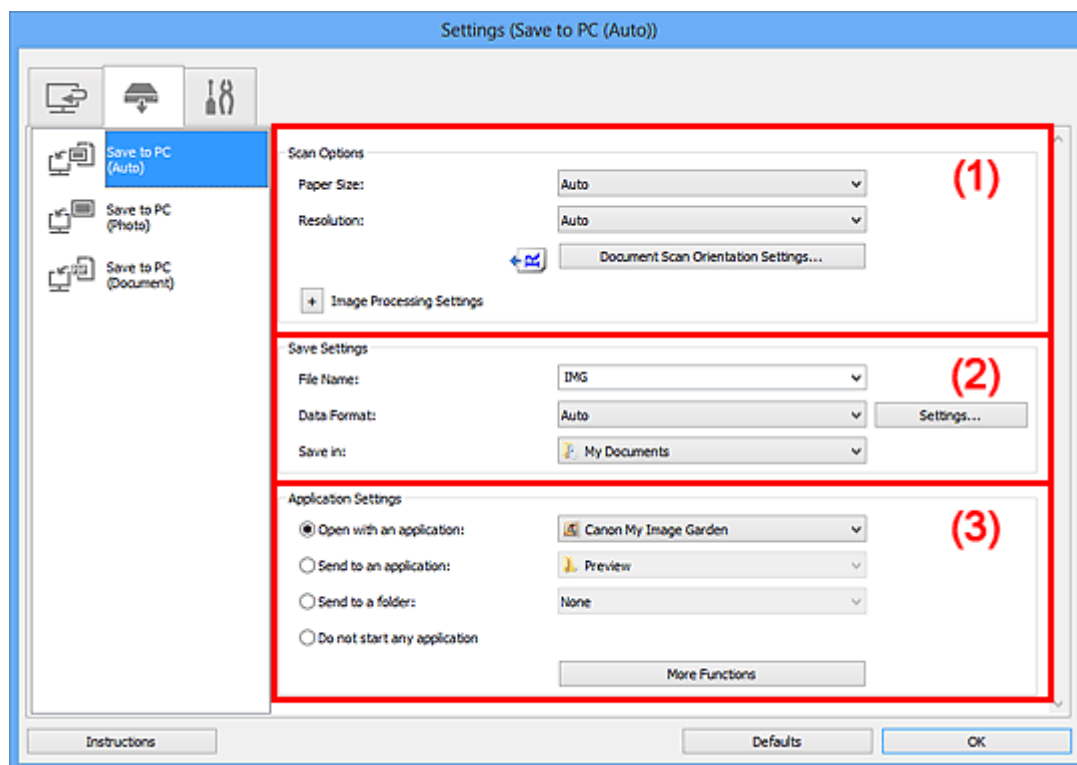 Settings (Save to PC (Auto))
Save to PC
(Auto)
Save to PC
(Photo)
Save to PC
(Document)
Scan Options
(1)
Paper Size: Auto
Resolution: Auto
Document Scan Orientation Settings...
+ Image Processing Settings
Save Settings
(2)
File Name: IMG
Data Format: Auto Settings...
Save in: My Documents
Application Settings
(3)
Open with an application: Canon My Image Garden
Send to an application: Preview
Send to a folder: None
Do not start any application
More Functions
Instructions Defaults OK